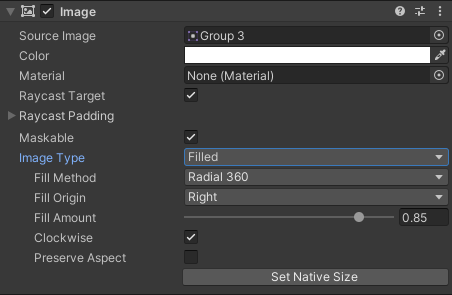 Image
Source Image Group 3
Color
Material None (Material)
Raycast Target
Raycast Padding
Maskable
Image Type Filled
Fill Method Radial 360
Fill Origin Right
Fill Amount 0.85
Clockwise
Preserve Aspect
Set Native Size